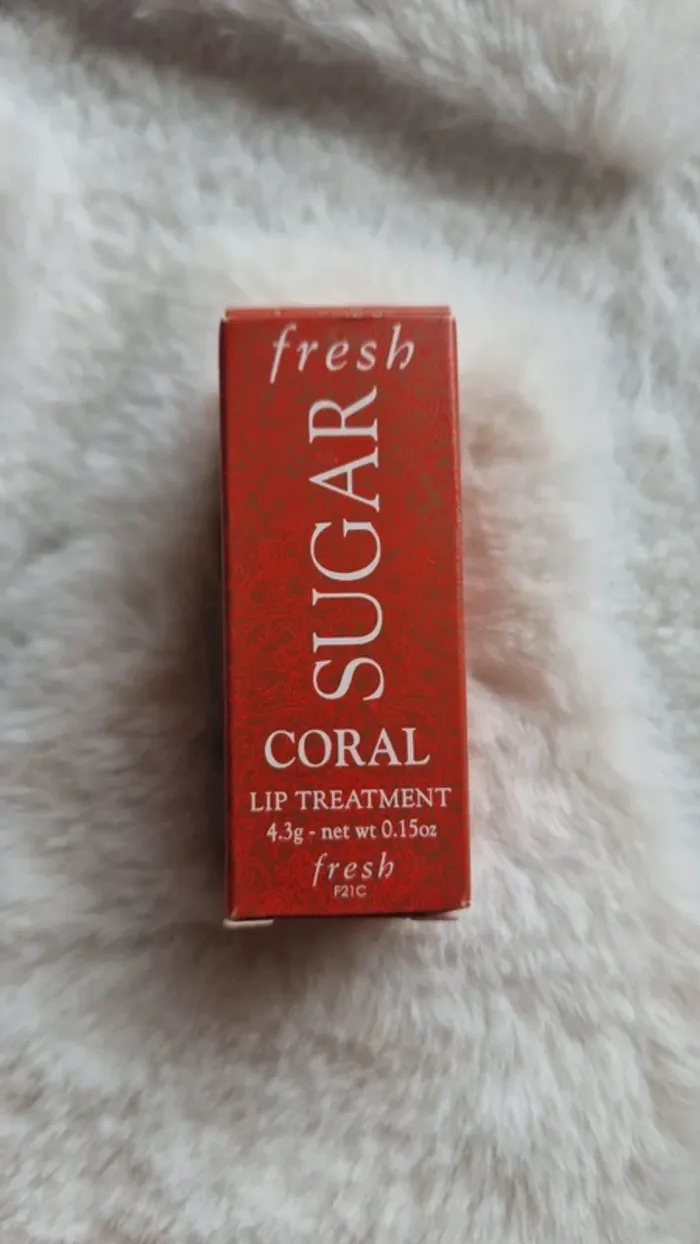 fresh
SUGAR
CORAL
LIP TREATMENT
4.3g - net wt 0.15oz
fresh
F21C